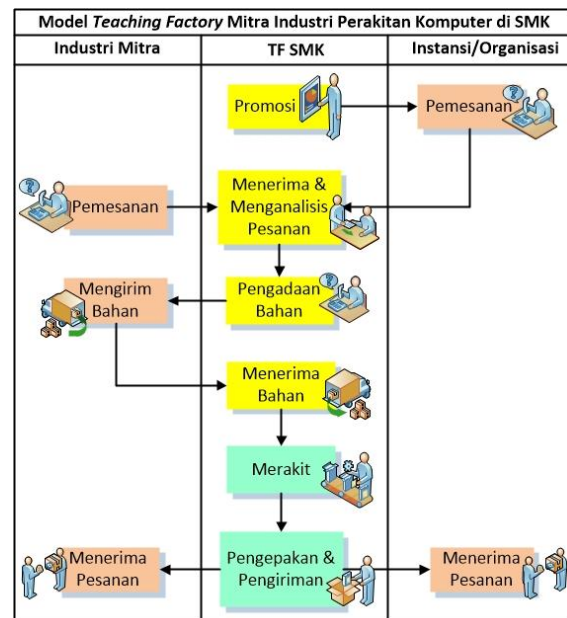 Model Teaching Factory Mitra Industri Perakitan Komputer di SMK
Industri Mitra
TF SMK
Instansi/Organisasi
Promosi
Pemesanan
Pemesanan
Menerima &
Menganalisis
Pesanan
Mengirim
Bahan
Pengadaan
Bahan
Menerima
Bahan
Merakit
Menerima
Pesanan
Pengepakan &
Pengiriman
Menerima
Pesanan